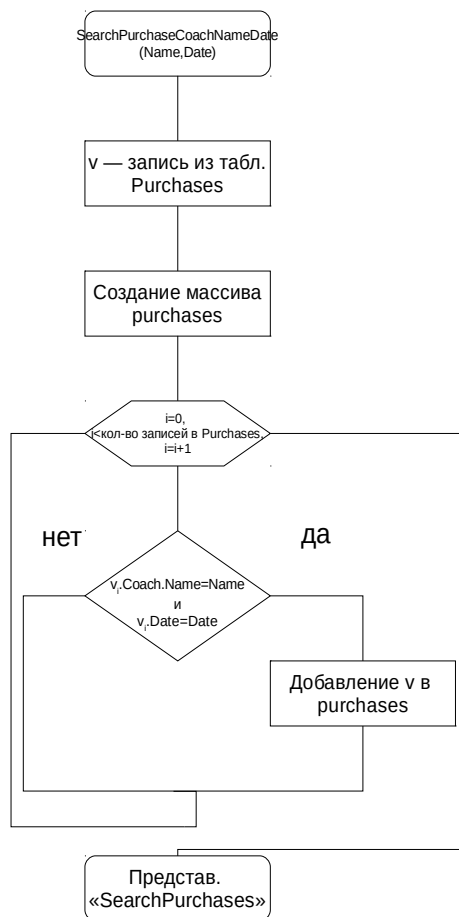 SearchPurchaseCoachNameDate
(Name,Date)
v — запись из табл.
Purchases
Создание массива
purchases
i=0,
i<кол-во записей в Purchases,
i=i+1
нет
да
vi.Coach.Name=Name
и
vi.Date=Date
Добавление v в
purchases
Представ.
«SearchPurchases»